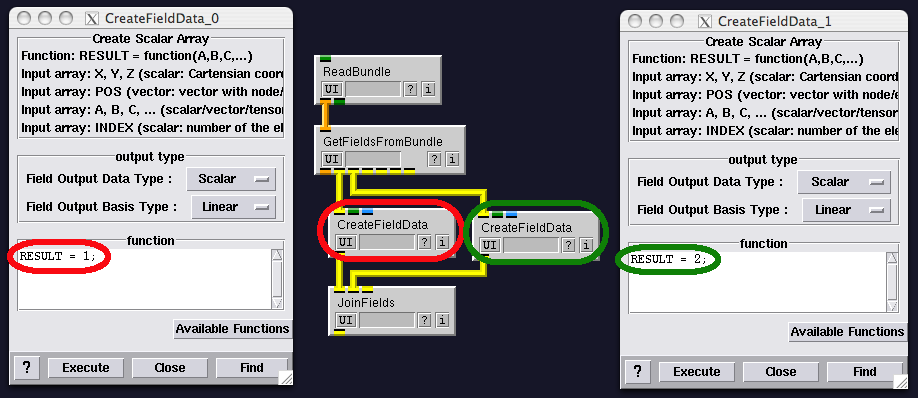 CreateFieldData_0
Create Scalar Array
Function: RESULT = function(A,B,C,...)
Input array: X, Y, Z (scalar: Cartesian coord
Input array: POS (vector: vector with node/e
Input array: A, B, C, ... (scalar/vector/tensor
Input array: INDEX (scalar: number of the el
output type
Field Output Data Type : Scalar
Field Output Basis Type : Linear
function
RESULT = 1;
Available Functions
? Execute Close Find
ReadBundle
UI ? i
GetFieldsFromBundle
UI ? i
CreateFieldData
UI ? i
CreateFieldData
UI ? i
JoinFields
UI ? i
CreateFieldData_1
Create Scalar Array
Function: RESULT = function(A,B,C,...)
Input array: X, Y, Z (scalar: Cartesian coord
Input array: POS (vector: vector with node/
Input array: A, B, C, ... (scalar/vector/tenso
Input array: INDEX (scalar: number of the e
output type
Field Output Data Type : Scalar
Field Output Basis Type : Linear
function
RESULT = 2;
Available Functions
? Execute Close Find